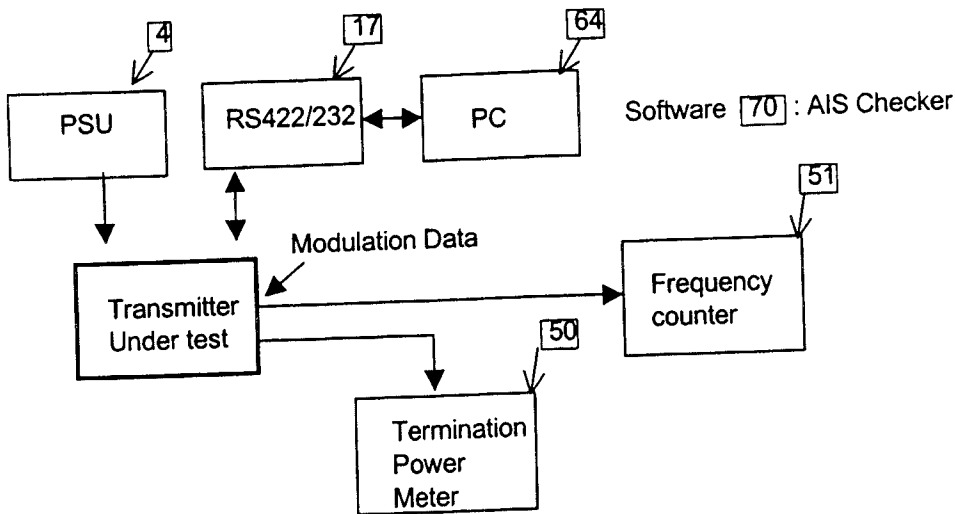 4
17
64
PSU
RS422/232
PC
Software 70 : AIS Checker
51
Modulation Data
Transmitter
Under test
Frequency
counter
50
Termination
Power
Meter